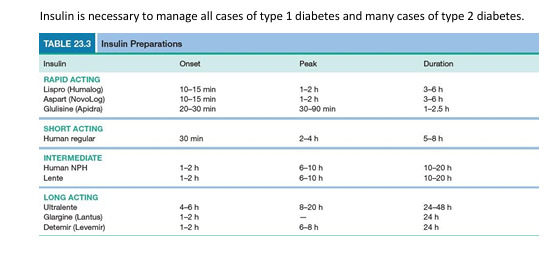 Insulin is necessary to manage all cases of type 1 diabetes and many cases of type 2 diabetes.
TABLE 23.3 Insulin Preparations
Insulin Onset Peak Duration
RAPID ACTING
Lispro (Humalog) 10–15 min 1–2 h 3–6 h
Aspart (NovoLog) 10–15 min 1–2 h 3–6 h
Glulisine (Apidra) 20–30 min 30–90 min 1–2.5 h
SHORT ACTING
Human regular 30 min 2–4 h 5–8 h
INTERMEDIATE
Human NPH 1–2 h 6–10 h 10–20 h
Lente 1–2 h 6–10 h 10–20 h
LONG ACTING
Ultralente 4–6 h 8–20 h 24–48 h
Glargine (Lantus) 1–2 h — 24 h
Detemir (Levemir) 1–2 h 6–8 h 24 h